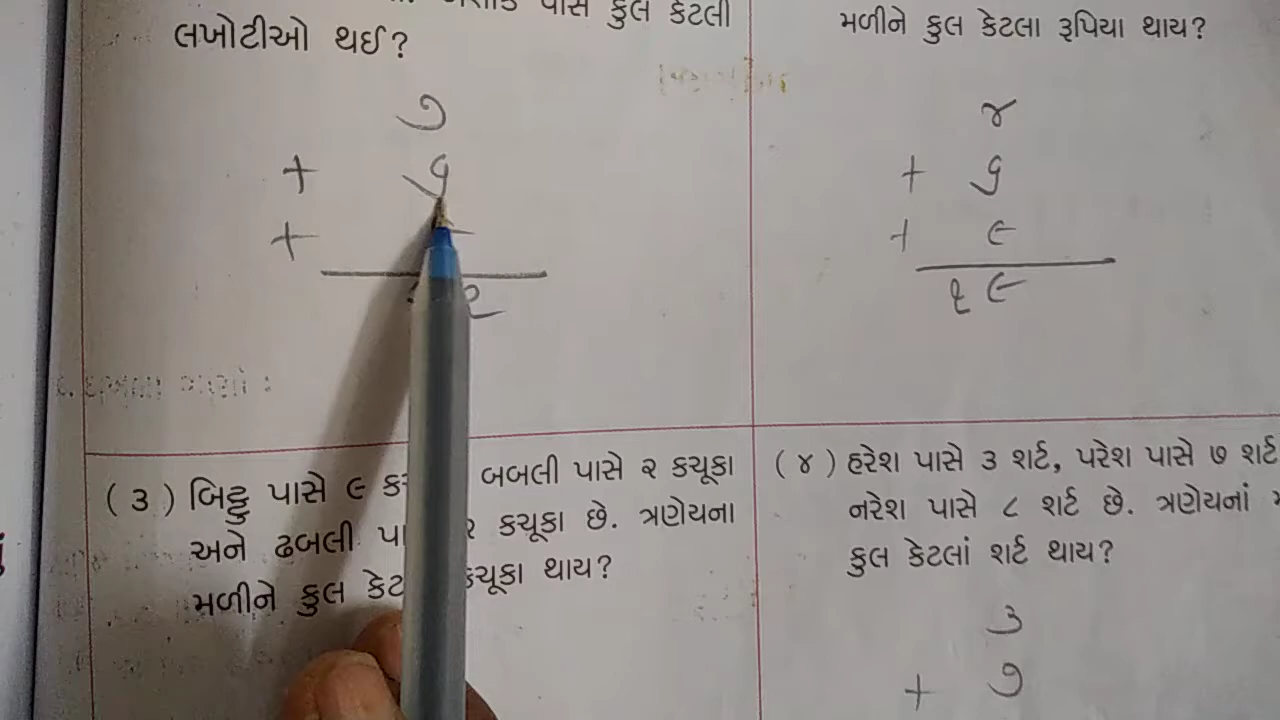 પાસે કુલ કેટલી
લખોટીઓ થઈ?
૭
+ ૬
+
૨
મળીને કુલ કેટલા રૂપિયા થાય?
૪
+ ૬
+ ૯
૧૯
(૩) બિટ્ટુ પાસે ૯ બબલી પાસે ૨ કચૂકા
અને ઢબલી કચૂકા છે. ત્રણેયના
મળીને કુલ કચૂકા થાય?
(૪) હરેશ પાસે ૩ શર્ટ, પરેશ પાસે ૭ શર્ટ
નરેશ પાસે ૮ શર્ટ છે. ત્રણેયનાં
કુલ કેટલાં શર્ટ થાય?
૩
+ ૭